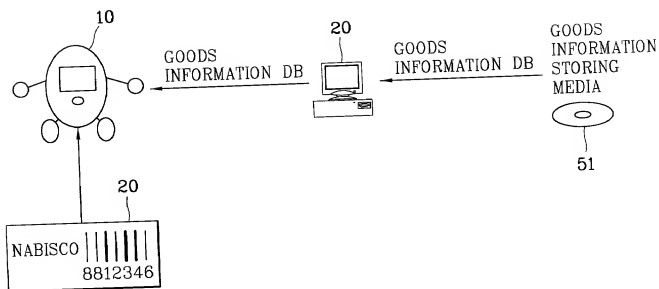 10
GOODS
INFORMATION DB
20
GOODS
INFORMATION DB
GOODS
INFORMATION
STORING
MEDIA
51
20
NABISCO
8812346